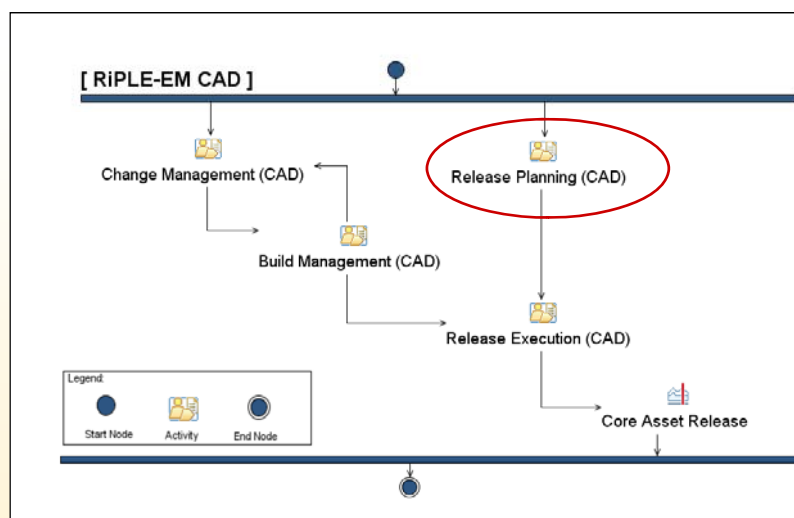 [ RiPLE-EM CAD ]
Change Management (CAD)
Release Planning (CAD)
Build Management (CAD)
Release Execution (CAD)
Legend:
Start Node
Activity
End Node
Core Asset Release